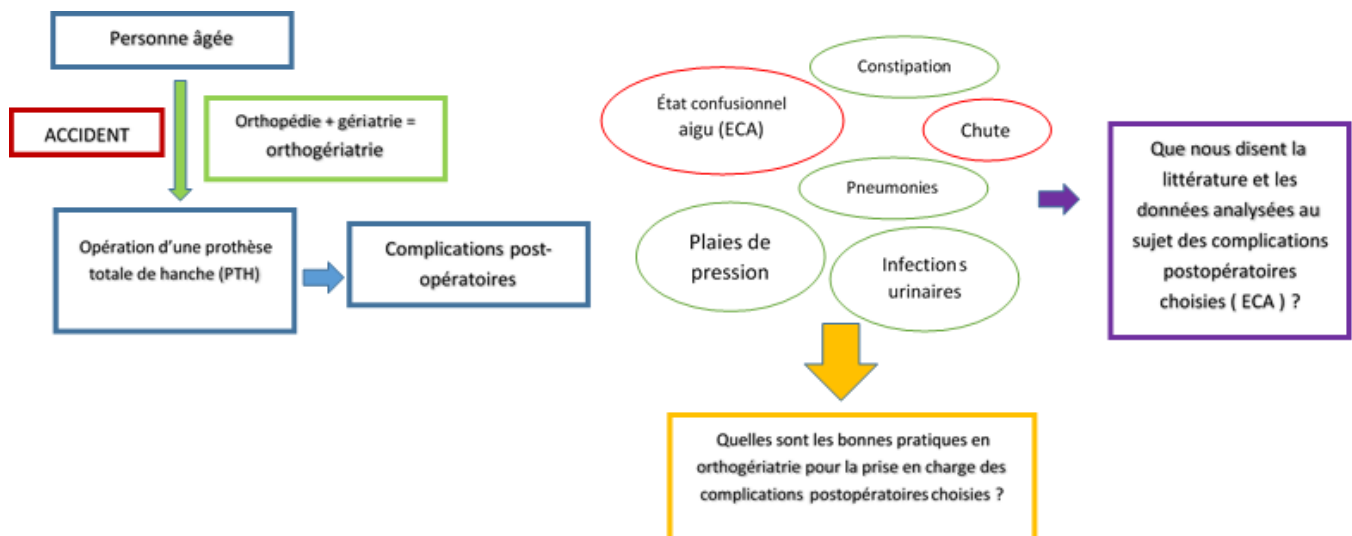 Personne âgée
ACCIDENT
Orthopédie + gériatrie =
orthogériatrie
Opération d'une prothèse
totale de hanche (PTH)
Complications post-
opératoires
Constipation
État confusionnel
aigu (ECA)
Chute
Pneumonies
Plaies de
pression
Infections
urinaires
Que nous disent la
littérature et les
données analysées au
sujet des complications
postopératoires
choisies ( ECA ) ?
Quelles sont les bonnes pratiques en
orthogériatrie pour la prise en charge des
complications postopératoires choisies ?